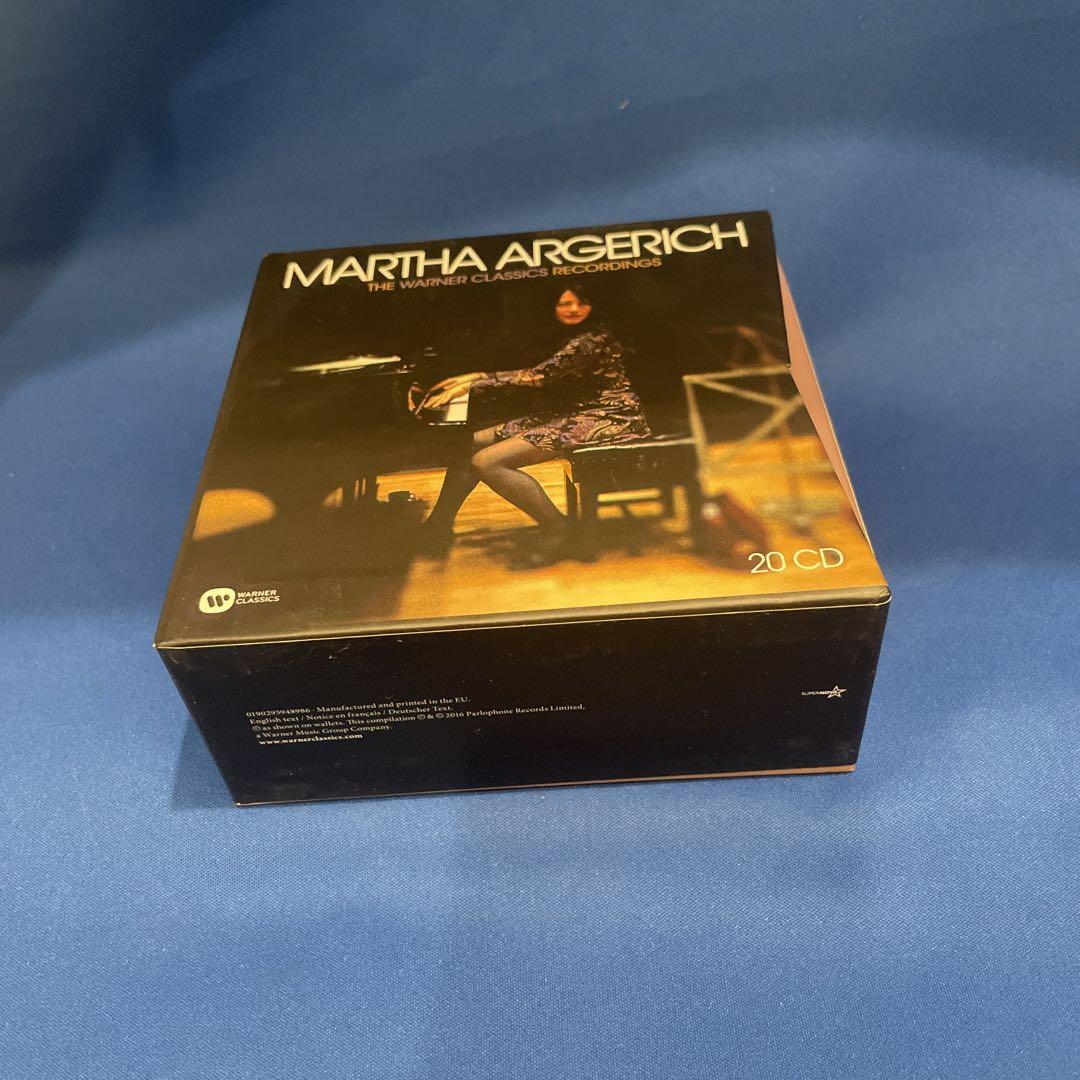 MARTHA ARGERICH
THE WARNER CLASSICS RECORDINGS
20 CD
WARNER
CLASSICS
0190295948986 · Manufactured and printed in the EU.
English text / Notice en français / Deutscher Text.
℗ as shown on wallets. This compilation ℗ & © 2016 Parlophone Records Limited,
a Warner Music Group Company.
www.warnerclassics.com
SUPERNOVA